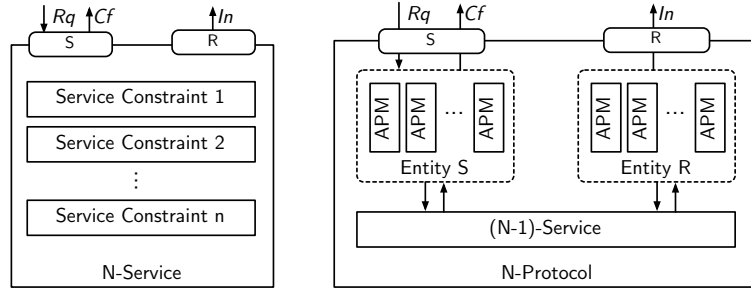 Rq Cf In
S R
Service Constraint 1
Service Constraint 2
⋮
Service Constraint n
N-Service
Rq Cf In
S R
APM APM ... APM APM APM ... APM
Entity S Entity R
(N-1)-Service
N-Protocol